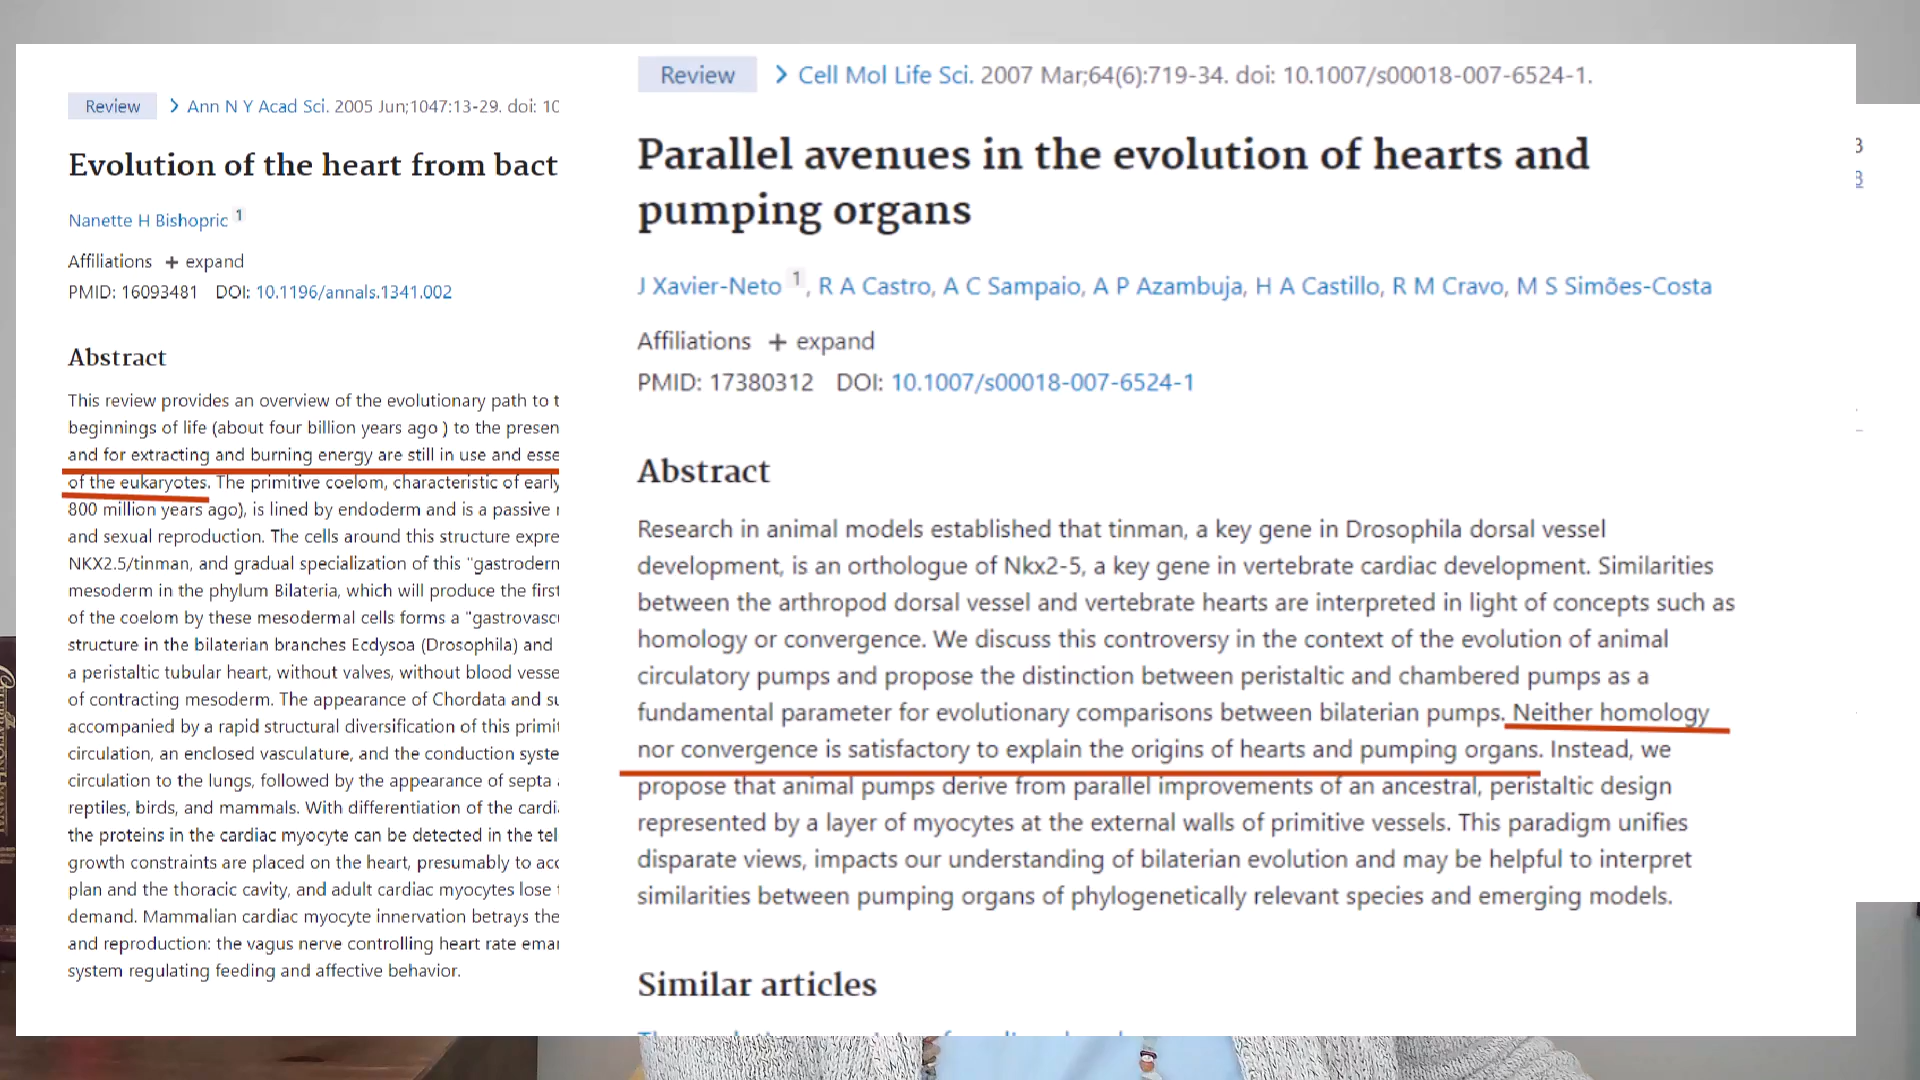 Review > Ann N Y Acad Sci. 2005 Jun;1047:13-29. doi: 10
Evolution of the heart from bact
Nanette H Bishopric 1
Affiliations + expand
PMID: 16093481 DOI: 10.1196/annals.1341.002
Abstract
This review provides an overview of the evolutionary path to t
beginnings of life (about four billion years ago ) to the presen
and for extracting and burning energy are still in use and esse
of the eukaryotes. The primitive coelom, characteristic of early
800 million years ago), is lined by endoderm and is a passive
and sexual reproduction. The cells around this structure expre
NKX2.5/tinman, and gradual specialization of this "gastroderm
mesoderm in the phylum Bilateria, which will produce the first
of the coelom by these mesodermal cells forms a "gastrovascu
structure in the bilaterian branches Ecdysoa (Drosophila) and
a peristaltic tubular heart, without valves, without blood vesse
of contracting mesoderm. The appearance of Chordata and su
accompanied by a rapid structural diversification of this primit
circulation, an enclosed vasculature, and the conduction syste
circulation to the lungs, followed by the appearance of septa
reptiles, birds, and mammals. With differentiation of the cardi
the proteins in the cardiac myocyte can be detected in the tel
growth constraints are placed on the heart, presumably to acc
plan and the thoracic cavity, and adult cardiac myocytes lose
demand. Mammalian cardiac myocyte innervation betrays the
and reproduction: the vagus nerve controlling heart rate ema
system regulating feeding and affective behavior.
Review > Cell Mol Life Sci. 2007 Mar;64(6):719-34. doi: 10.1007/s00018-007-6524-1.
Parallel avenues in the evolution of hearts and
pumping organs
J Xavier-Neto 1, R A Castro, A C Sampaio, A P Azambuja, H A Castillo, R M Cravo, M S Simões-Costa
Affiliations + expand
PMID: 17380312 DOI: 10.1007/s00018-007-6524-1
Abstract
Research in animal models established that tinman, a key gene in Drosophila dorsal vessel
development, is an orthologue of Nkx2-5, a key gene in vertebrate cardiac development. Similarities
between the arthropod dorsal vessel and vertebrate hearts are interpreted in light of concepts such as
homology or convergence. We discuss this controversy in the context of the evolution of animal
circulatory pumps and propose the distinction between peristaltic and chambered pumps as a
fundamental parameter for evolutionary comparisons between bilaterian pumps. Neither homology
nor convergence is satisfactory to explain the origins of hearts and pumping organs. Instead, we
propose that animal pumps derive from parallel improvements of an ancestral, peristaltic design
represented by a layer of myocytes at the external walls of primitive vessels. This paradigm unifies
disparate views, impacts our understanding of bilaterian evolution and may be helpful to interpret
similarities between pumping organs of phylogenetically relevant species and emerging models.
Similar articles